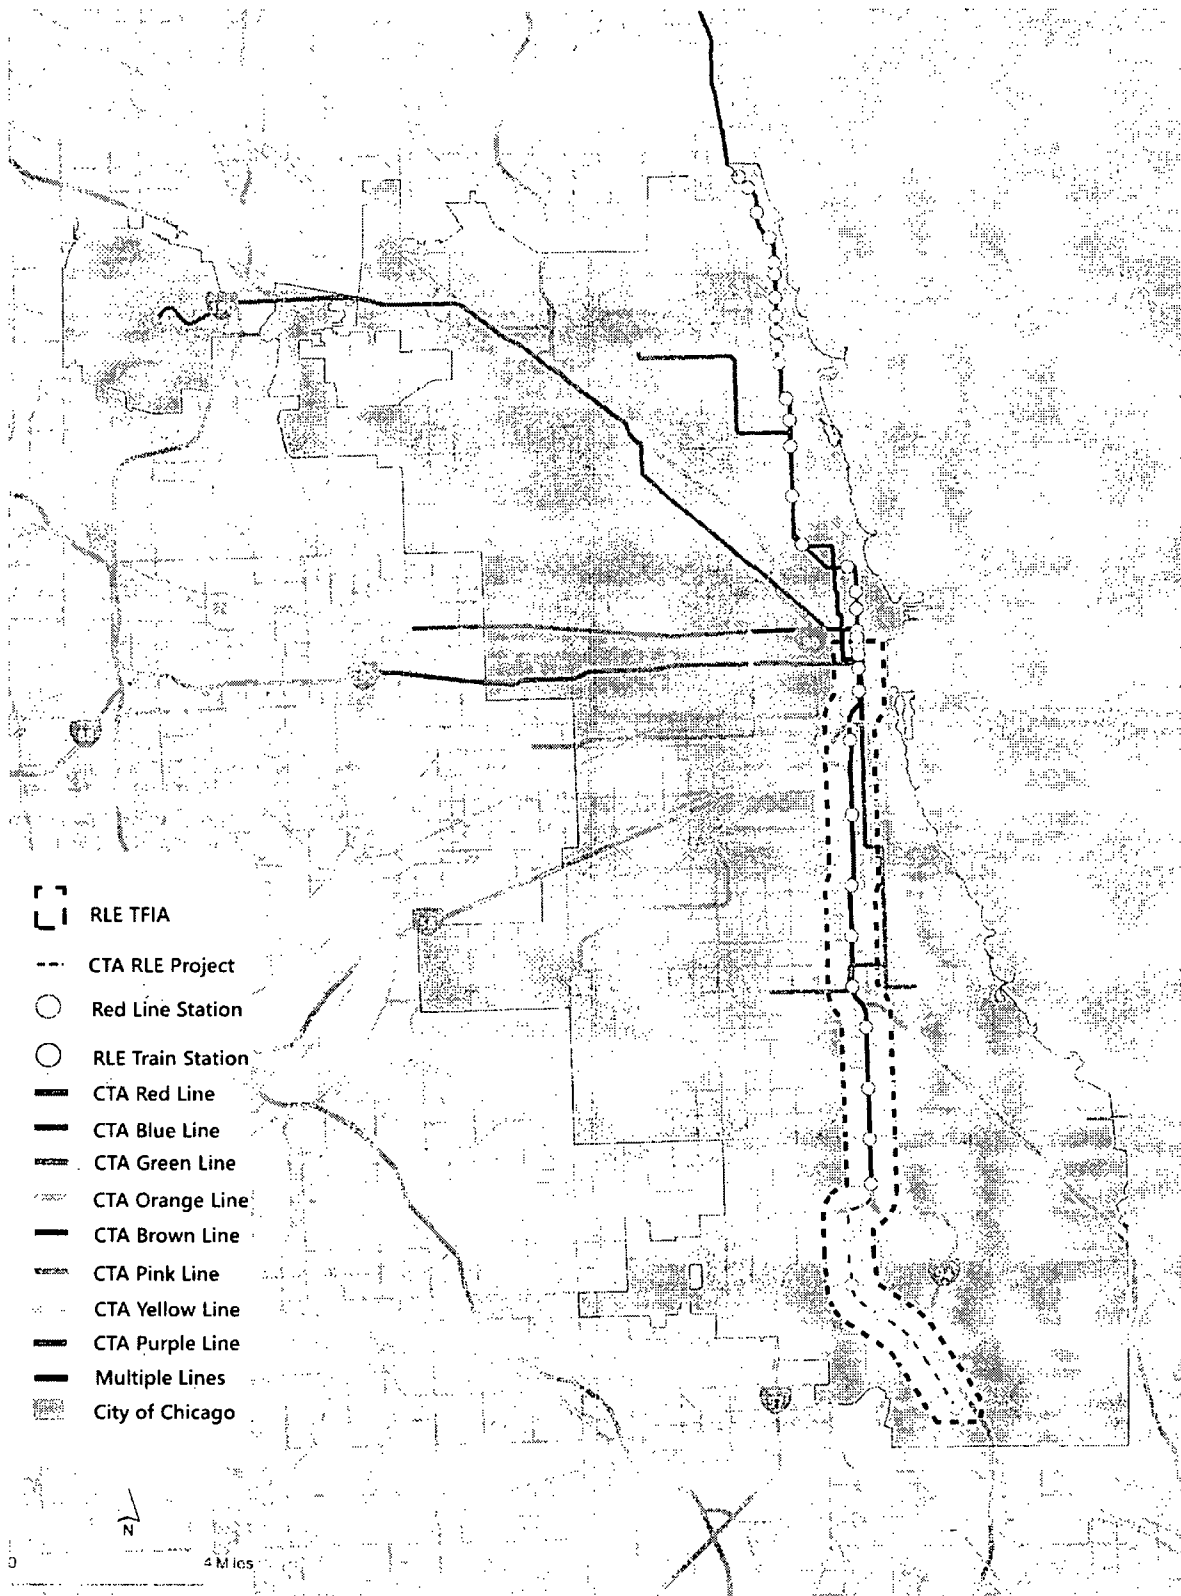 RLE TFIA
CTA RLE Project
Red Line Station
RLE Train Station
CTA Red Line
CTA Blue Line
CTA Green Line
CTA Orange Line
CTA Brown Line
CTA Pink Line
CTA Yellow Line
CTA Purple Line
Multiple Lines
City of Chicago
N
0 4 Miles